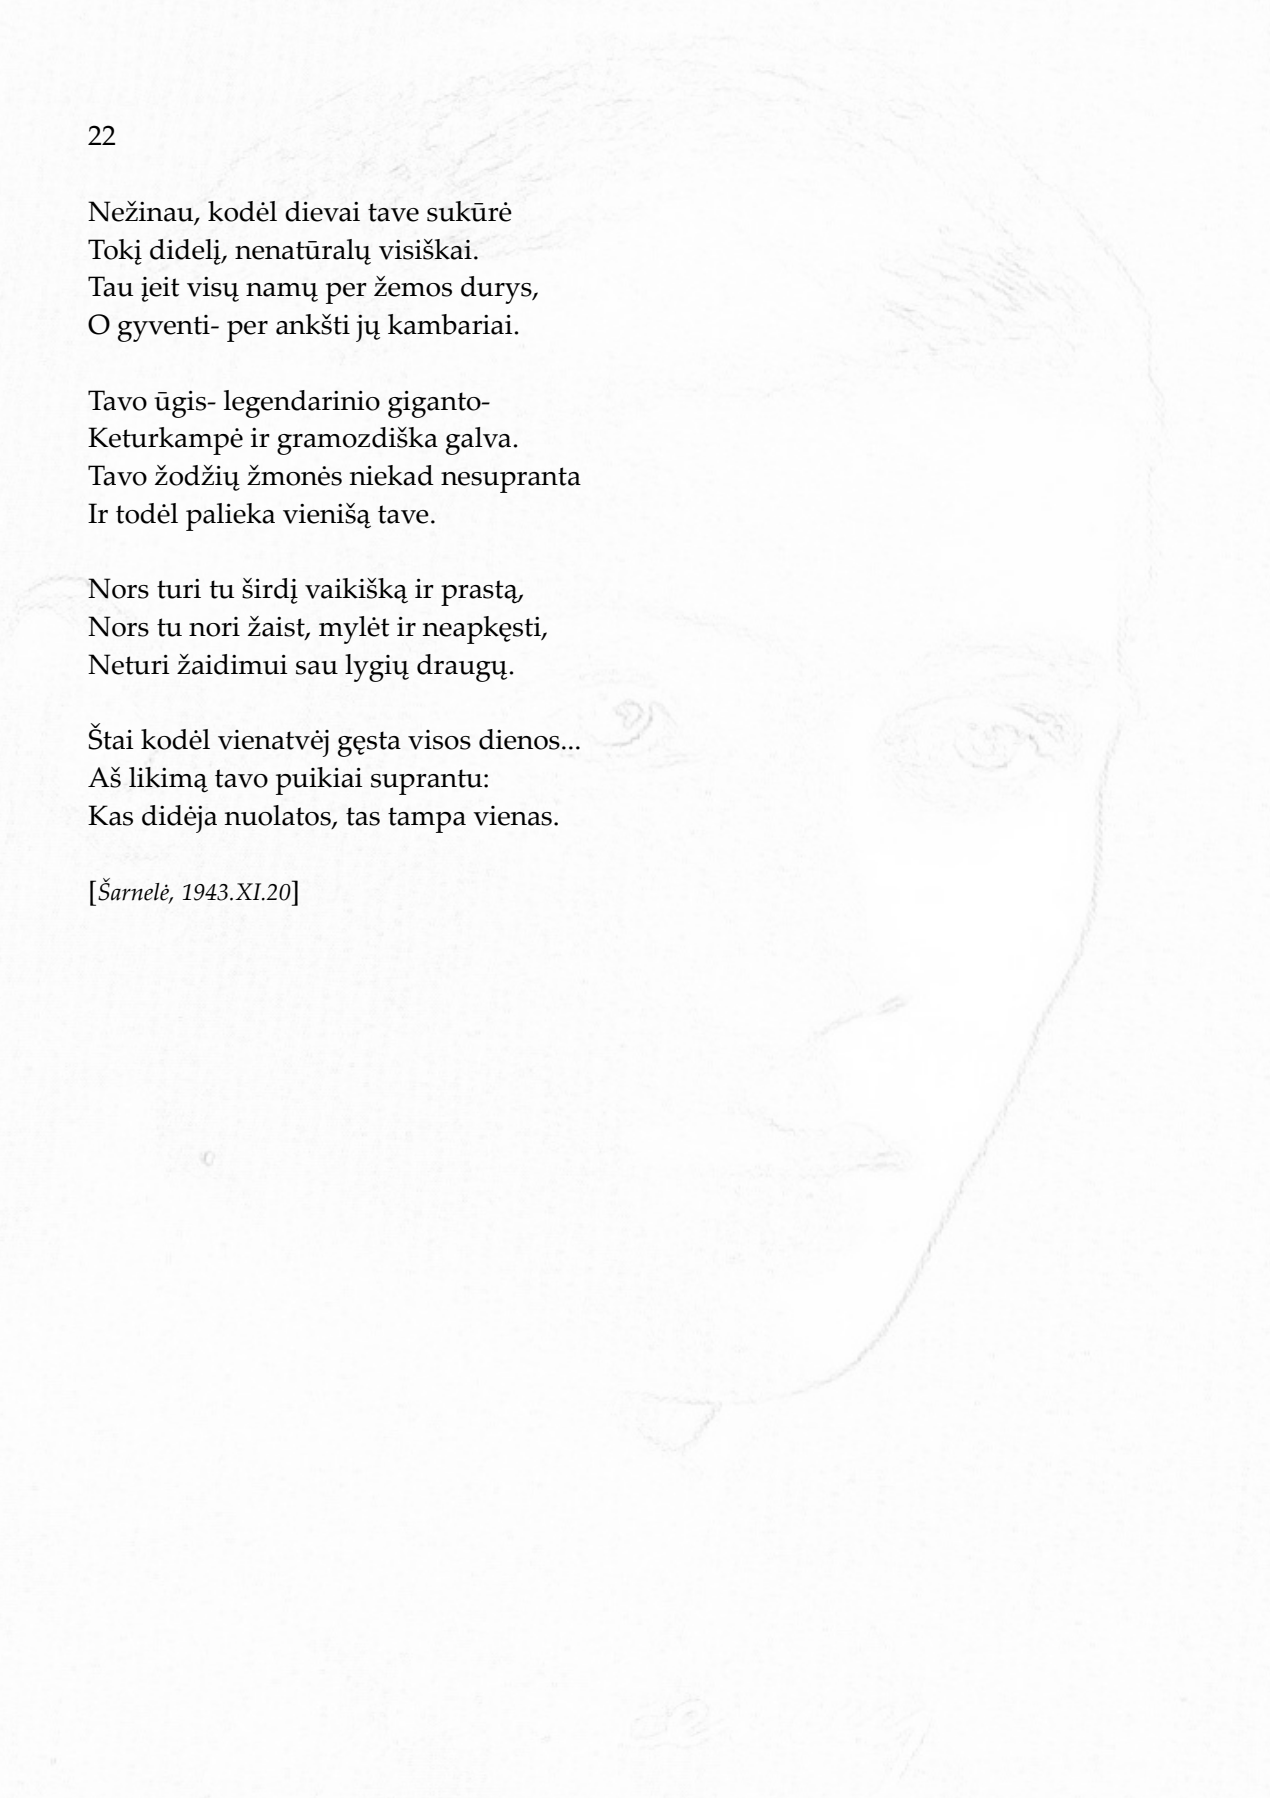 22
Nežinau, kodėl dievai tave sukūrė
Tokį didelį, nenatūralų visiškai.
Tau įeit visų namų per žemos durys,
O gyventi- per ankšti jų kambariai.
Tavo ūgis- legendarinio giganto-
Keturkampė ir gramozdiška galva.
Tavo žodžių žmonės niekad nesupranta
Ir todėl palieka vienišą tave.
Nors turi tu širdį vaikišką ir prastą,
Nors tu nori žaist, mylėt ir neapkęsti,
Neturi žaidimui sau lygių draugų.
Štai kodėl vienatvėj gęsta visos dienos...
Aš likimą tavo puikiai suprantu:
Kas didėja nuolatos, tas tampa vienas.
[Šarnelė, 1943.XI.20]